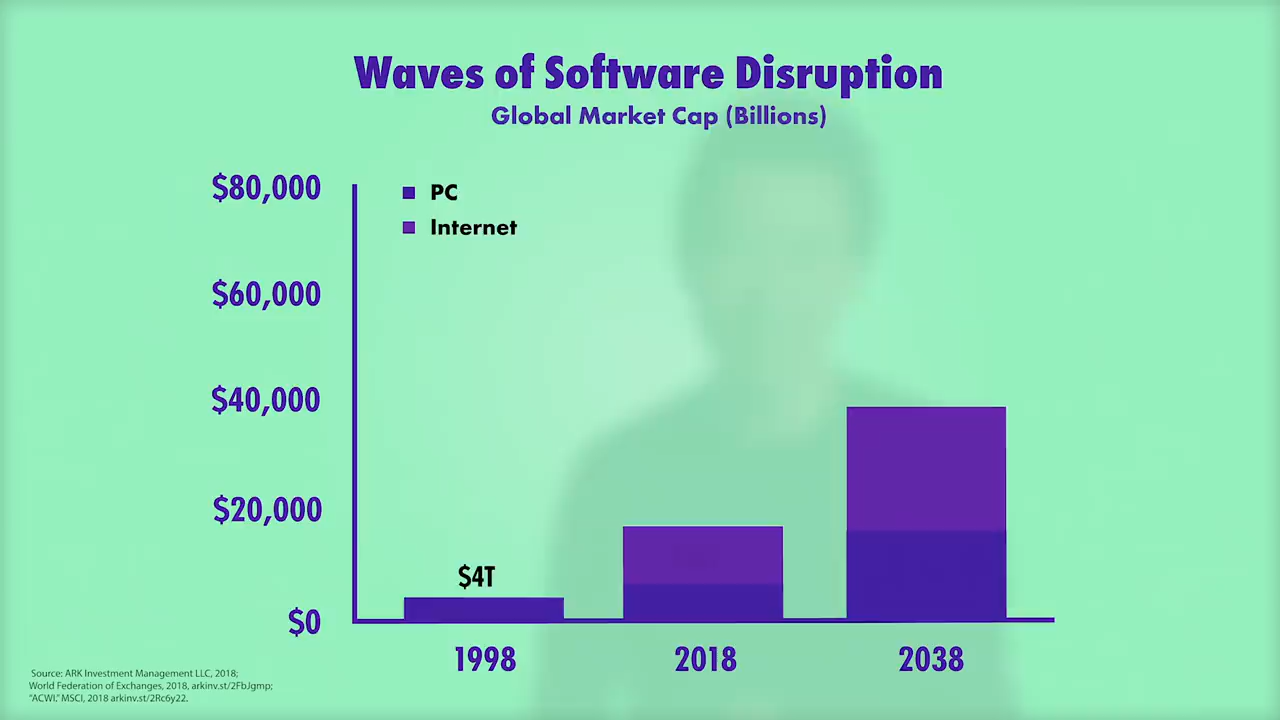 Waves of Software Disruption
Global Market Cap (Billions)
$80,000
PC
Internet
$60,000
$40,000
$20,000
$4T
$0
1998 2018 2038
Source: ARK Investment Management LLC, 2018;
World Federation of Exchanges, 2018, arkinv.st/2FbJgmp;
"ACWI," MSCI, 2018 arkinv.st/2Rc6y22.